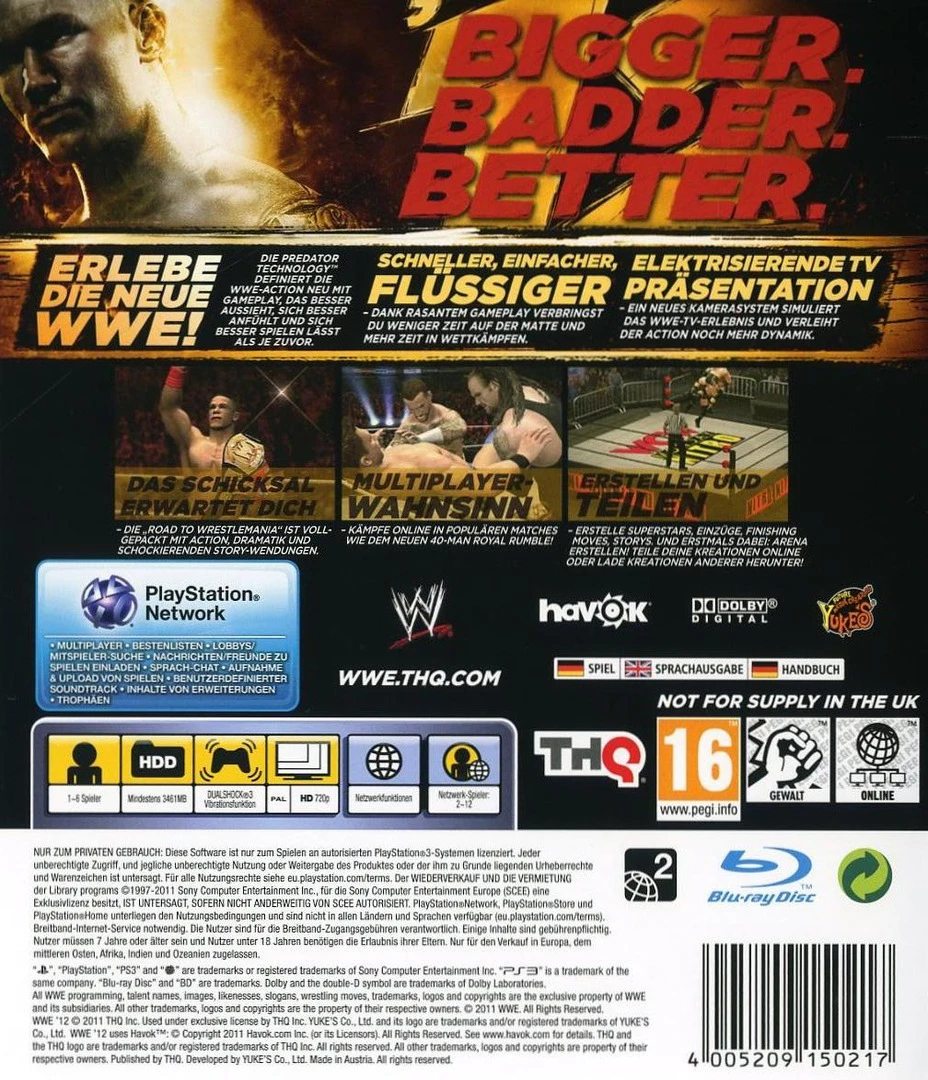 '12
BIGGER.
BADDER.
BETTER.
ERLEBE
DIE NEUE
WWE!
DIE PREDATOR
TECHNOLOGY™
DEFINIERT DIE
WWE-ACTION NEU MIT
GAMEPLAY, DAS BESSER
AUSSIEHT, SICH BESSER
ANFÜHLT UND SICH
BESSER SPIELEN LÄSST
ALS JE ZUVOR.
SCHNELLER, EINFACHER,
FLÜSSIGER
- DANK RASANTEM GAMEPLAY VERBRINGST
DU WENIGER ZEIT AUF DER MATTE UND
MEHR ZEIT IN WETTKÄMPFEN.
ELEKTRISIERENDE TV
PRÄSENTATION
- EIN NEUES KAMERASYSTEM SIMULIERT
DAS WWE-TV-ERLEBNIS UND VERLEIHT
DER ACTION NOCH MEHR DYNAMIK.
DAS SCHICKSAL
ERWARTET DICH
- DIE „ROAD TO WRESTLEMANIA" IST VOLL-
GEPACKT MIT ACTION, DRAMATIK UND
SCHOCKIERENDEN STORY-WENDUNGEN.
MULTIPLAYER-
WAHNSINN
- KÄMPFE ONLINE IN POPULÄREN MATCHES
WIE DEM NEUEN 40-MAN ROYAL RUMBLE!
ERSTELLEN UND
TEILEN
- ERSTELLE SUPERSTARS, EINZÜGE, FINISHING
MOVES, STORYS. UND ERSTMALS DABEI: ARENA
ERSTELLEN! TEILE DEINE KREATIONEN ONLINE
ODER LADE KREATIONEN ANDERER HERUNTER!
PlayStation®
Network
• MULTIPLAYER • BESTENLISTEN • LOBBYS/
MITSPIELER-SUCHE • NACHRICHTEN/FREUNDE ZU
SPIELEN EINLADEN • SPRACH-CHAT • AUFNAHME
& UPLOAD VON SPIELEN • BENUTZERDEFINIERTER
SOUNDTRACK • INHALTE VON ERWEITERUNGEN
• TROPHÄEN
W
WWE.THQ.COM
havok
DOLBY®
DIGITAL
YUKE'S
SPIEL
SPRACHAUSGABE
HANDBUCH
NOT FOR SUPPLY IN THE UK
HDD
1–6 Spieler
Mindestens 3461MB
DUALSHOCK®3
Vibrationsfunktion
PAL
HD 720p
Netzwerkfunktionen
Netzwerk-Spieler:
2–12
THQ®
16
www.pegi.info
GEWALT
ONLINE
NUR ZUM PRIVATEN GEBRAUCH: Diese Software ist nur zum Spielen an autorisierten PlayStation®3-Systemen lizenziert. Jeder
unberechtigte Zugriff, und jegliche unberechtigte Nutzung oder Weitergabe des Produktes oder der ihm zu Grunde liegenden Urheberrechte
und Warenzeichen ist untersagt. Für alle Nutzungsrechte siehe eu.playstation.com/terms. Der WIEDERVERKAUF UND DIE VERMIETUNG
der Library programs ©1997-2011 Sony Computer Entertainment Inc., für die Sony Computer Entertainment Europe (SCEE) eine
Exklusivlizenz besitzt, IST UNTERSAGT, SOFERN NICHT ANDERWEITIG VON SCEE AUTORISIERT. PlayStation®Network, PlayStation®Store und
PlayStation®Home unterliegen den Nutzungsbedingungen und sind nicht in allen Ländern und Sprachen verfügbar (eu.playstation.com/terms).
Breitband-Internet-Service notwendig. Die Nutzer sind für die Breitband-Zugangsgebühren verantwortlich. Einige Inhalte sind gebührenpflichtig.
Nutzer müssen 7 Jahre oder älter sein und Nutzer unter 18 Jahren benötigen die Erlaubnis ihrer Eltern. Nur für den Verkauf in Europa, dem
mittleren Osten, Afrika, Indien und Ozeanien zugelassen.
" ", "PlayStation", "PS3" and " " are trademarks or registered trademarks of Sony Computer Entertainment Inc. "PS3" is a trademark of the
same company. "Blu-ray Disc" and "BD" are trademarks. Dolby and the double-D symbol are trademarks of Dolby Laboratories.
All WWE programming, talent names, images, likenesses, slogans, wrestling moves, trademarks, logos and copyrights are the exclusive property of WWE
and its subsidiaries. All other trademarks, logos and copyrights are the property of their respective owners. © 2011 WWE. All Rights Reserved.
WWE '12 © 2011 THQ Inc. Used under exclusive license by THQ Inc. YUKE'S Co., Ltd. and its logo are trademarks and/or registered trademarks of YUKE'S
Co., Ltd. WWE '12 uses Havok™: © Copyright 2011 Havok.com Inc. (or its Licensors). All Rights Reserved. See www.havok.com for details. THQ and
the THQ logo are trademarks and/or registered trademarks of THQ Inc. All Rights Reserved. All other trademarks, logos and copyrights are property of their
respective owners. Published by THQ. Developed by YUKE'S Co., Ltd. Made in Austria. All rights reserved.
2
Blu-ray Disc™
4 005209 150217